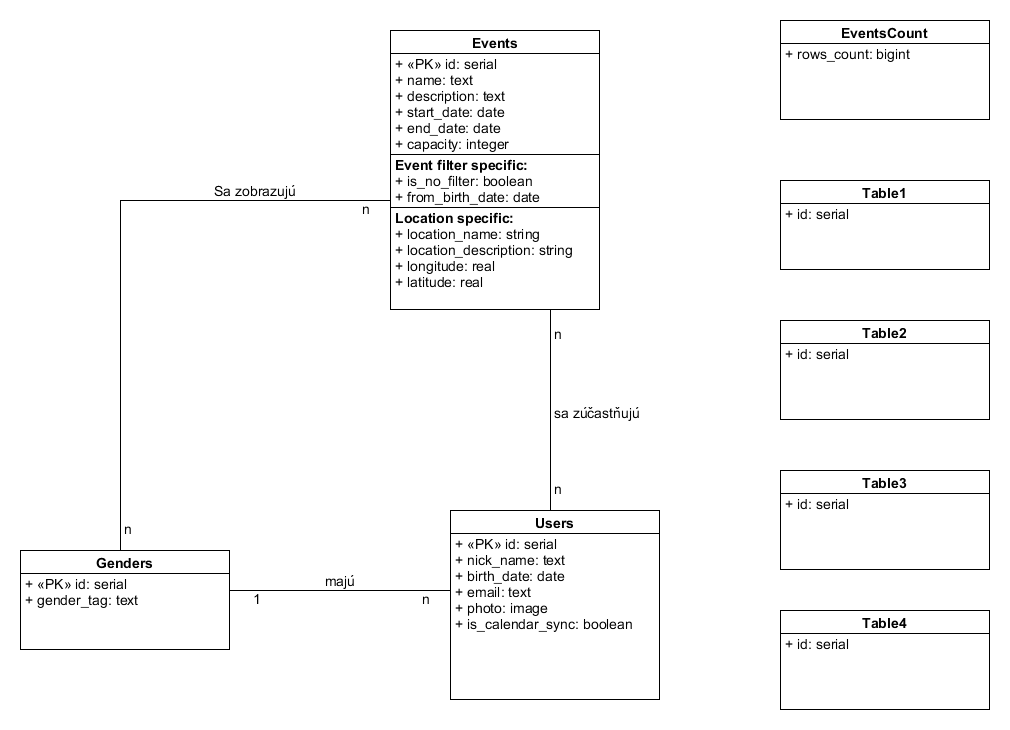 Events
+ «PK» id: serial
+ name: text
+ description: text
+ start_date: date
+ end_date: date
+ capacity: integer
Event filter specific:
+ is_no_filter: boolean
+ from_birth_date: date
Location specific:
+ location_name: string
+ location_description: string
+ longitude: real
+ latitude: real
EventsCount
+ rows_count: bigint
Table1
+ id: serial
Table2
+ id: serial
Table3
+ id: serial
Table4
+ id: serial
Sa zobrazujú
n
n
n
sa zúčastňujú
n
Genders
+ «PK» id: serial
+ gender_tag: text
majú
1
n
Users
+ «PK» id: serial
+ nick_name: text
+ birth_date: date
+ email: text
+ photo: image
+ is_calendar_sync: boolean